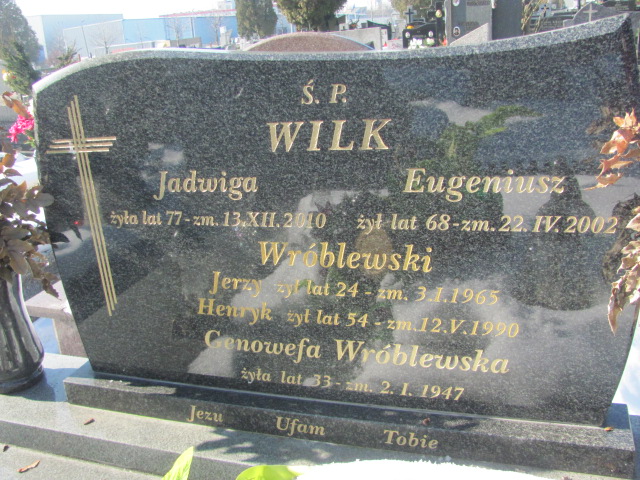 Ś. P.
WILK
Jadwiga Eugeniusz
żyła lat 77 - zm. 13.XII.2010 żył lat 68 - zm. 22.IV.2002
Wróblewski
Jerzy żył lat 24 - zm. 3.I.1965
Henryk żył lat 54 - zm. 12.V.1990
Genowefa Wróblewska
żyła lat 33 - zm. 2.I.1947
Jezu Ufam Tobie